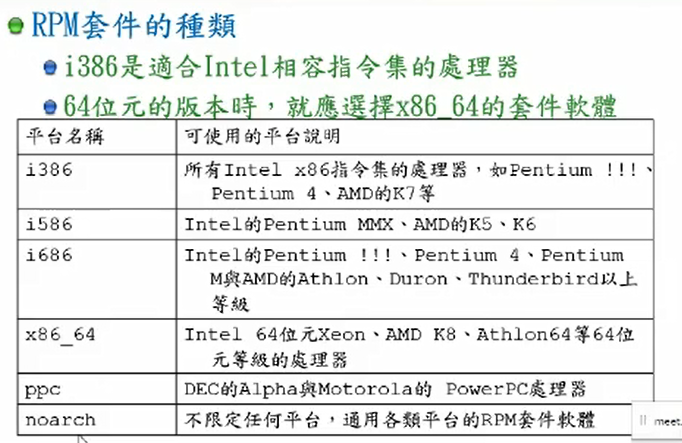 RPM套件的種類
i386是適合Intel相容指令集的處理器
64位元的版本時，就應選擇x86_64的套件軟體
平台名稱 可使用的平台說明
i386 所有Intel x86指令集的處理器，如Pentium !!!、
Pentium 4、AMD的K7等
i586 Intel的Pentium MMX、AMD的K5、K6
i686 Intel的Pentium !!!、Pentium 4、Pentium
M與AMD的Athlon、Duron、Thunderbird以上
等級
x86_64 Intel 64位元Xeon、AMD K8、Athlon64等64位
元等級的處理器
ppc DEC的Alpha與Motorola的 PowerPC處理器
noarch 不限定任何平台，通用各類平台的RPM套件軟體
meet.